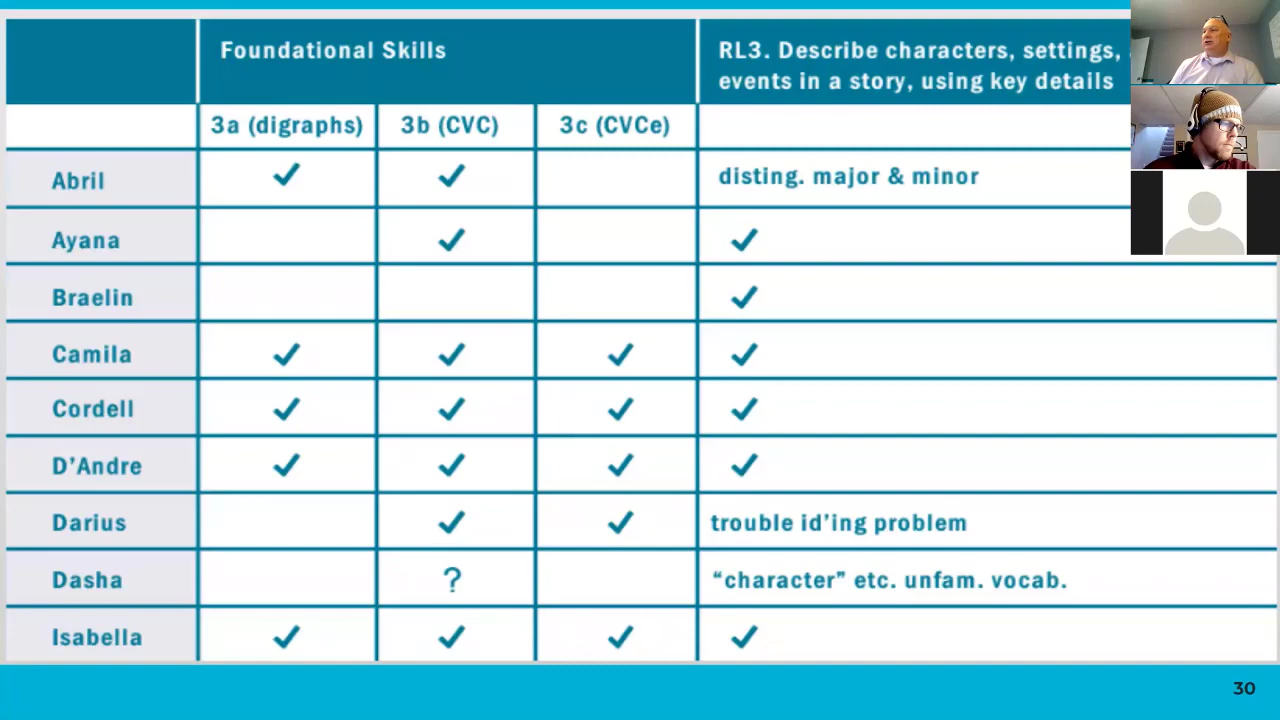 Foundational Skills
RL3. Describe characters, settings,
events in a story, using key details
3a (digraphs) 3b (CVC) 3c (CVCe)
Abril ✓ ✓ disting. major & minor
Ayana ✓ ✓
Braelin ✓
Camila ✓ ✓ ✓ ✓
Cordell ✓ ✓ ✓ ✓
D’Andre ✓ ✓ ✓ ✓
Darius ✓ ✓ trouble id’ing problem
Dasha ? “character” etc. unfam. vocab.
Isabella ✓ ✓ ✓ ✓
30